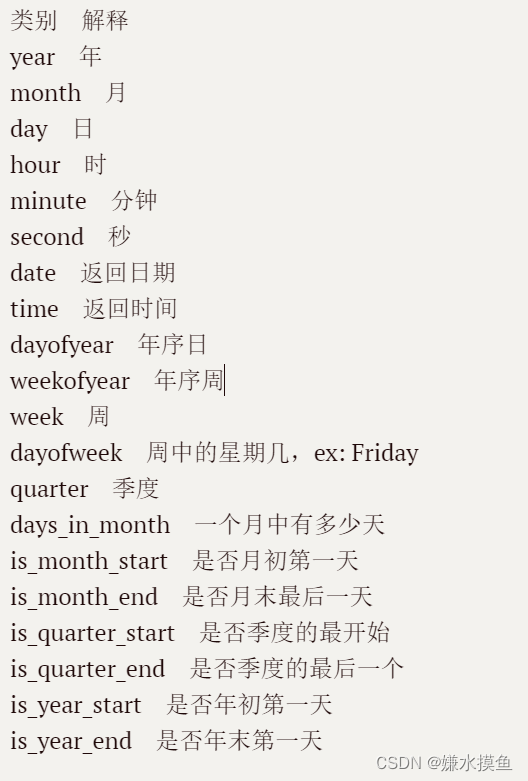 类别 解释
year 年
month 月
day 日
hour 时
minute 分钟
second 秒
date 返回日期
time 返回时间
dayofyear 年序日
weekofyear 年序周
week 周
dayofweek 周中的星期几，ex: Friday
quarter 季度
days_in_month 一个月中有多少天
is_month_start 是否月初第一天
is_month_end 是否月末最后一天
is_quarter_start 是否季度的最开始
is_quarter_end 是否季度的最后一个
is_year_start 是否年初第一天
is_year_end 是否年末第一天
CSDN @嫌水摸鱼